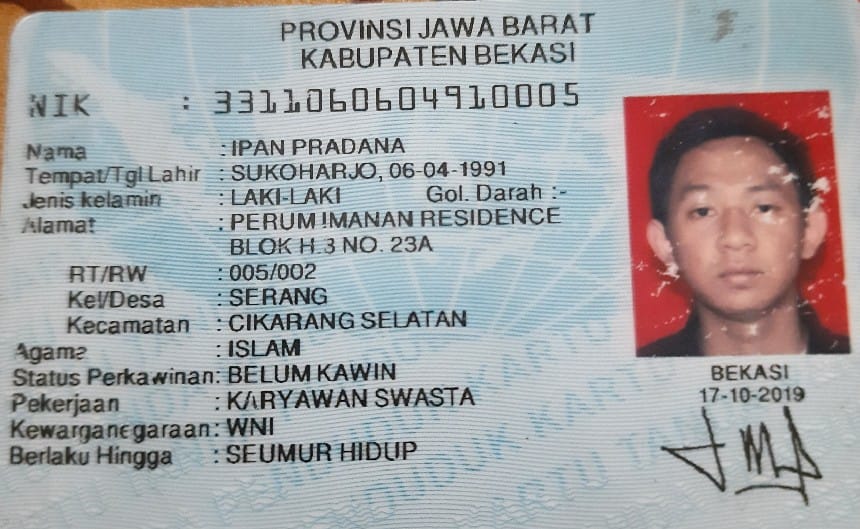 PROVINSI JAWA BARAT
KABUPATEN BEKASI
NIK : 3311060604910005
Nama : IPAN PRADANA
Tempat/Tgl Lahir : SUKOHARJO, 06-04-1991
Jenis kelamin : LAKI-LAKI Gol. Darah :-
Alamat : PERUM IMANAN RESIDENCE
BLOK H.3 NO. 23A
RT/RW : 005/002
Kel/Desa : SERANG
Kecamatan : CIKARANG SELATAN
Agama : ISLAM
Status Perkawinan: BELUM KAWIN
Pekerjaan : KARYAWAN SWASTA
Kewarganegaraan: WNI
Berlaku Hingga : SEUMUR HIDUP
BEKASI
17-10-2019